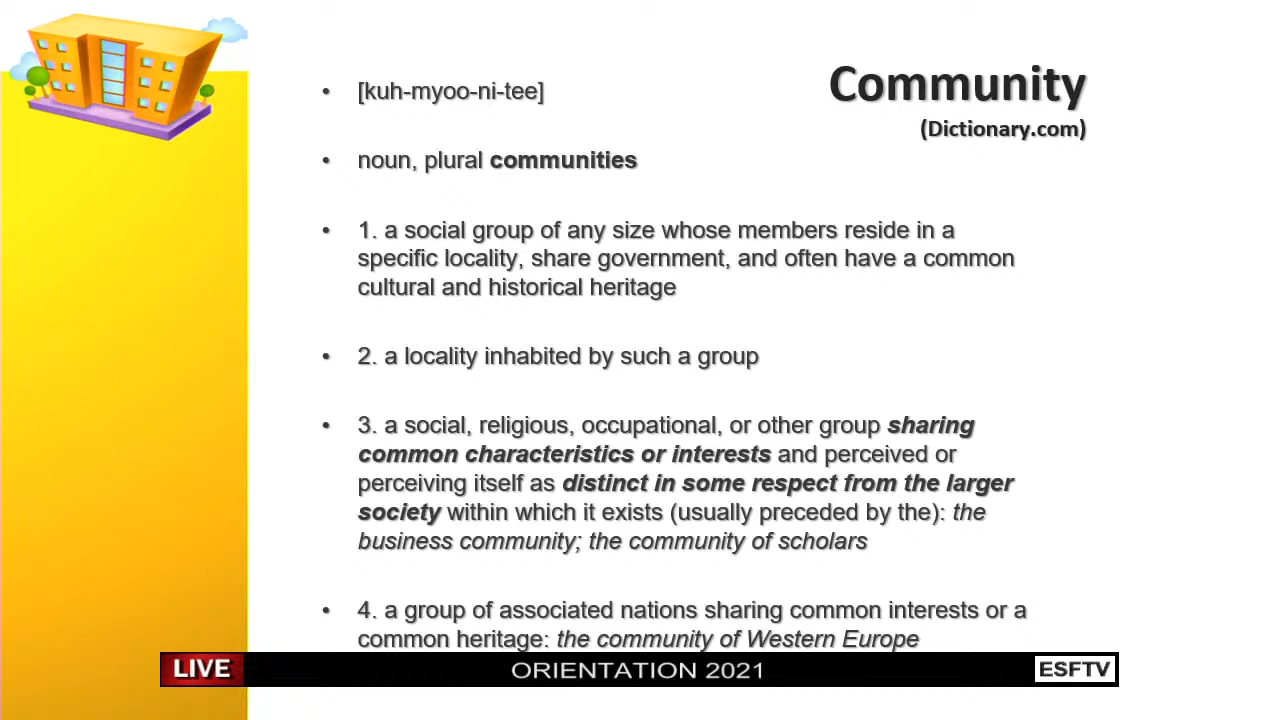 Community
(Dictionary.com)
• [kuh-myoo-ni-tee]
• noun, plural communities
• 1. a social group of any size whose members reside in a
specific locality, share government, and often have a common
cultural and historical heritage
• 2. a locality inhabited by such a group
• 3. a social, religious, occupational, or other group sharing
common characteristics or interests and perceived or
perceiving itself as distinct in some respect from the larger
society within which it exists (usually preceded by the): the
business community; the community of scholars
• 4. a group of associated nations sharing common interests or a
common heritage: the community of Western Europe
LIVE ORIENTATION 2021 ESFTV